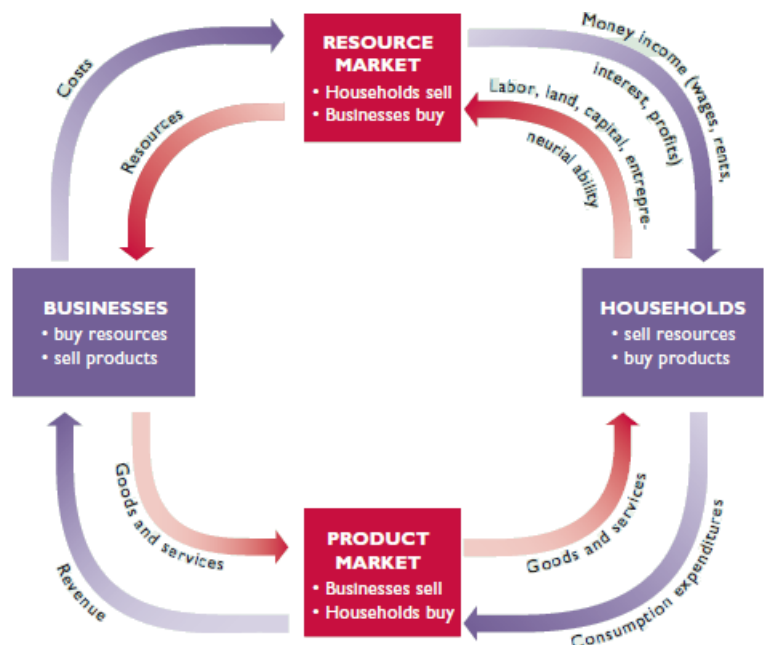 RESOURCE
MARKET
• Households sell
• Businesses buy
Costs
Resources
Money income (wages, rents,
interest, profits)
Labor, land, capital, entrepre-
neurial ability
BUSINESSES
• buy resources
• sell products
HOUSEHOLDS
• sell resources
• buy products
Goods and services
Revenue
PRODUCT
MARKET
• Businesses sell
• Households buy
Goods and services
Consumption expenditures